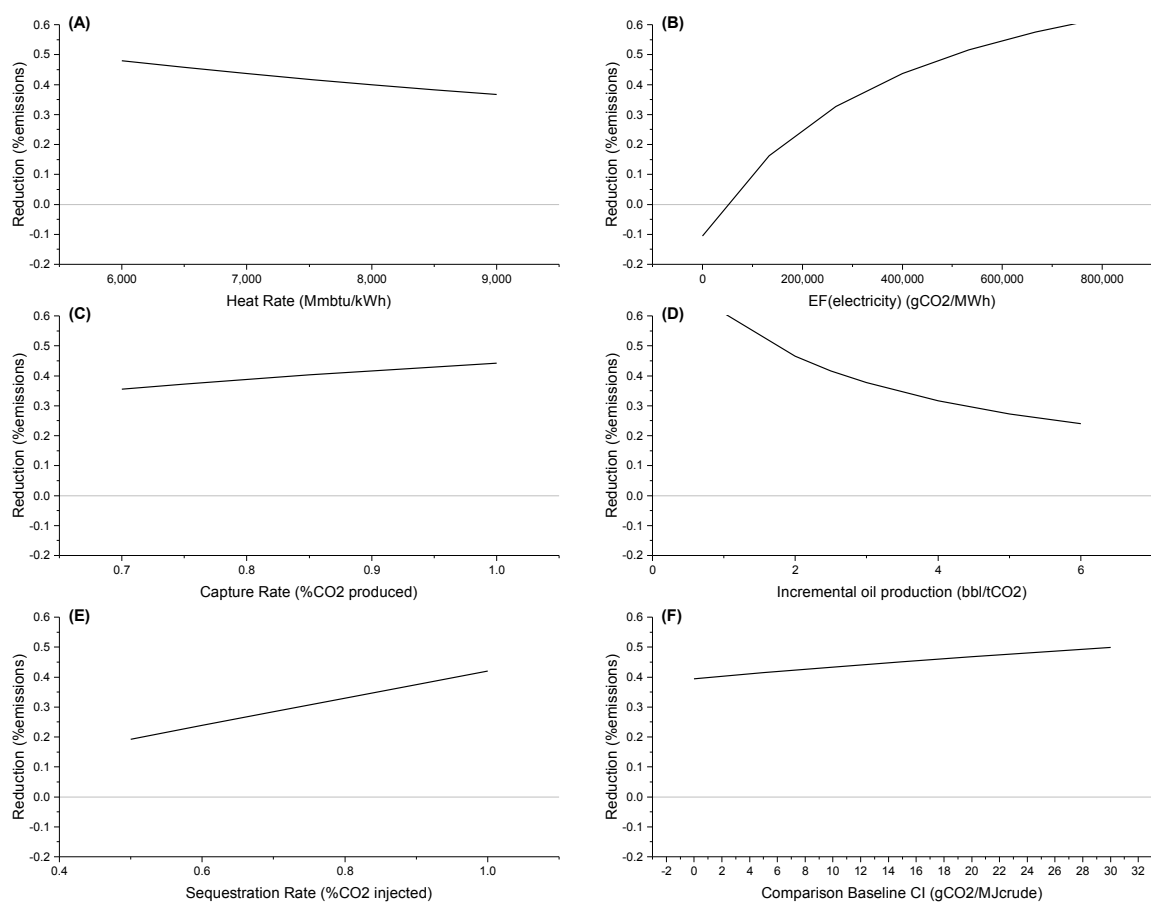 (A)
0.6
0.5
0.4
0.3
0.2
0.1
0.0
-0.1
-0.2
Reduction (%emissions)
6,000 7,000 8,000 9,000
Heat Rate (Mmbtu/kWh)
(B)
0.6
0.5
0.4
0.3
0.2
0.1
0.0
-0.1
-0.2
Reduction (%emissions)
0 200,000 400,000 600,000 800,000
EF(electricity) (gCO2/MWh)
(C)
0.6
0.5
0.4
0.3
0.2
0.1
0.0
-0.1
-0.2
Reduction (%emissions)
0.7 0.8 0.9 1.0
Capture Rate (%CO2 produced)
(D)
0.6
0.5
0.4
0.3
0.2
0.1
0.0
-0.1
-0.2
Reduction (%emissions)
0 2 4 6
Incremental oil production (bbl/tCO2)
(E)
0.6
0.5
0.4
0.3
0.2
0.1
0.0
-0.1
-0.2
Reduction (%emissions)
0.4 0.6 0.8 1.0
Sequestration Rate (%CO2 injected)
(F)
0.6
0.5
0.4
0.3
0.2
0.1
0.0
-0.1
-0.2
Reduction (%emissions)
-2 0 2 4 6 8 10 12 14 16 18 20 22 24 26 28 30 32
Comparison Baseline CI (gCO2/MJcrude)